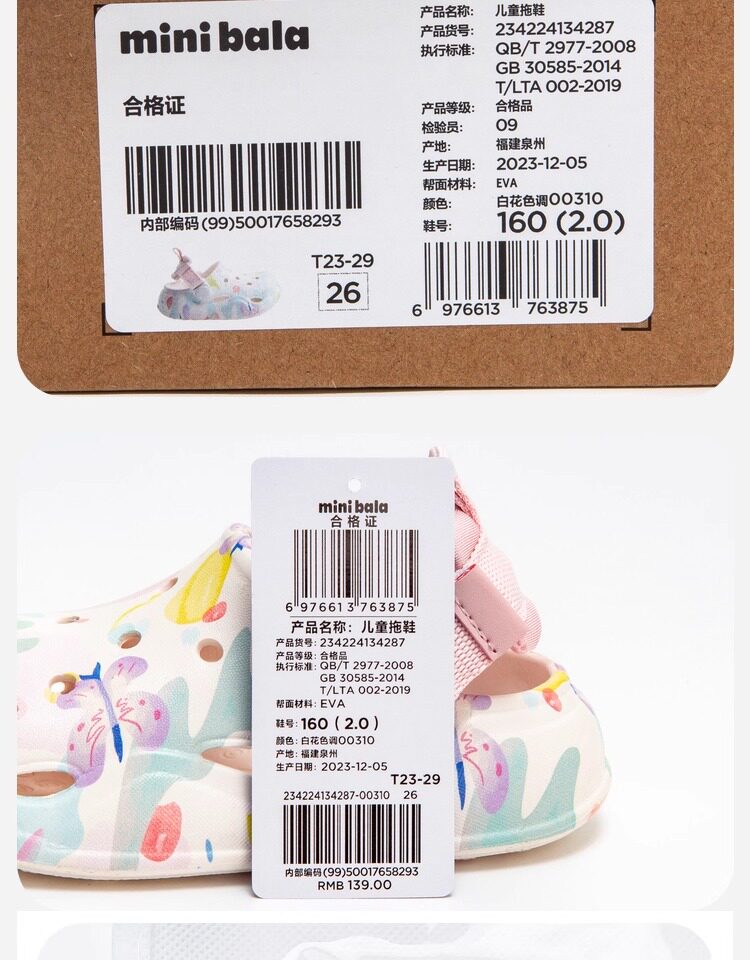 mini bala
合格证
内部编码(99)50017658293
T23-29
26
产品名称: 儿童拖鞋
产品货号: 234224134287
执行标准: QB/T 2977-2008
GB 30585-2014
T/LTA 002-2019
产品等级: 合格品
检验员: 09
产地: 福建泉州
生产日期: 2023-12-05
帮面材料: EVA
颜色: 白花色调00310
鞋号: 160 (2.0)
6 976613 763875
mini bala
合格证
6 976613 763875
产品名称: 儿童拖鞋
产品货号: 234224134287
产品等级: 合格品
执行标准: QB/T 2977-2008
GB 30585-2014
T/LTA 002-2019
帮面材料: EVA
鞋号: 160 (2.0)
颜色: 白花色调00310
产地: 福建泉州
生产日期: 2023-12-05
T23-29
234224134287-00310 26
内部编码(99)50017658293
RMB 139.00